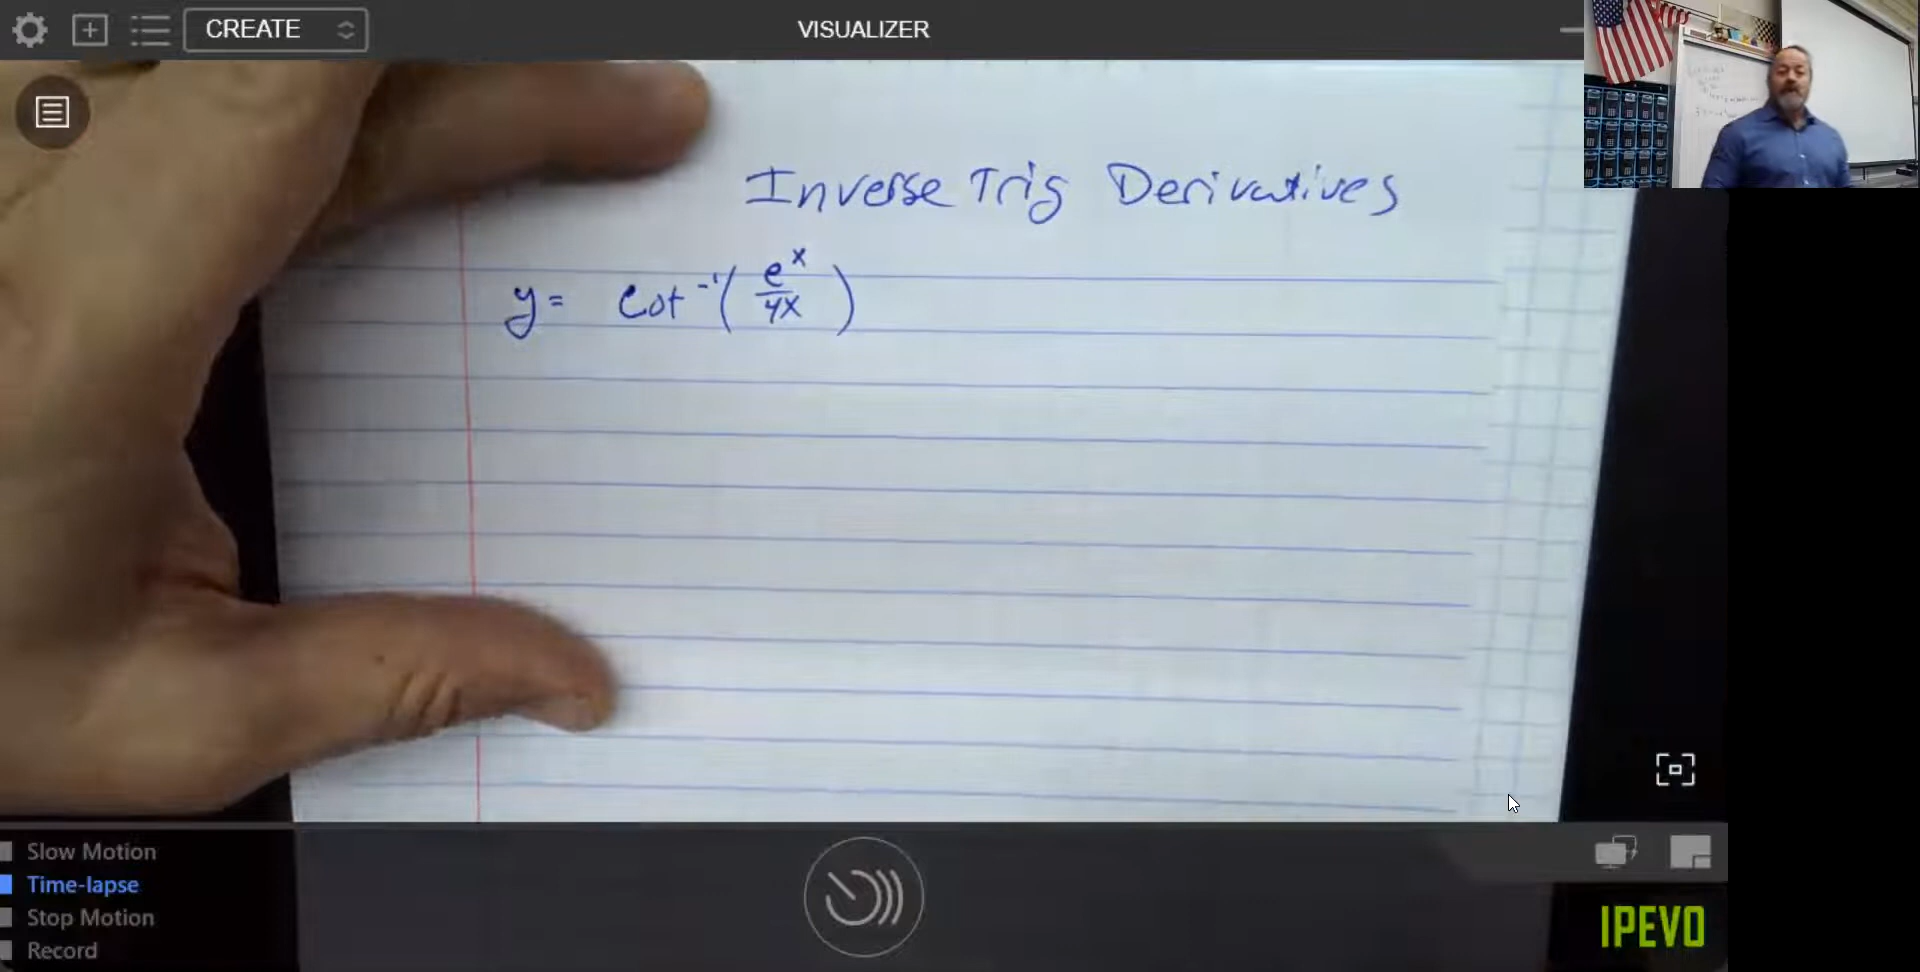 CREATE
VISUALIZER
Inverse Trig Derivatives
y = cot⁻¹(eˣ/4x)
Slow Motion
Time-lapse
Stop Motion
Record
IPEVO